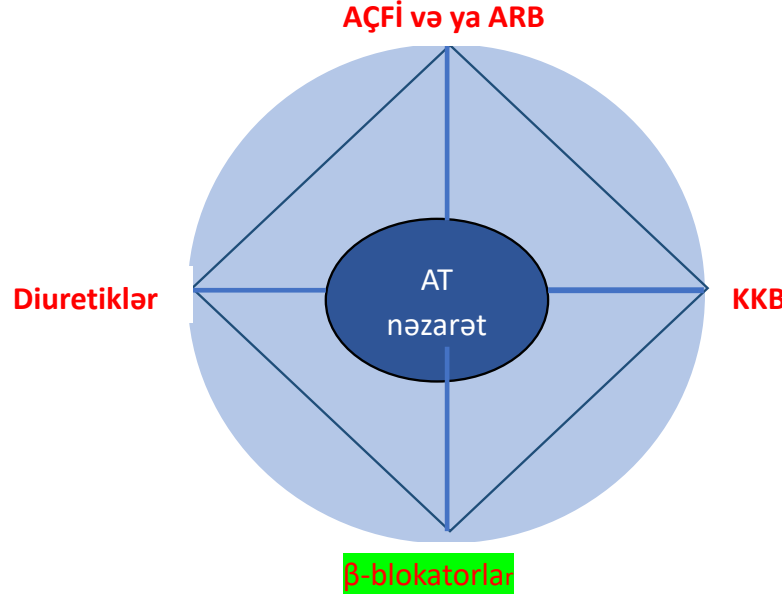 AÇFİ və ya ARB
AT
nəzarət
Diuretiklər
KKB
β-blokatorlar